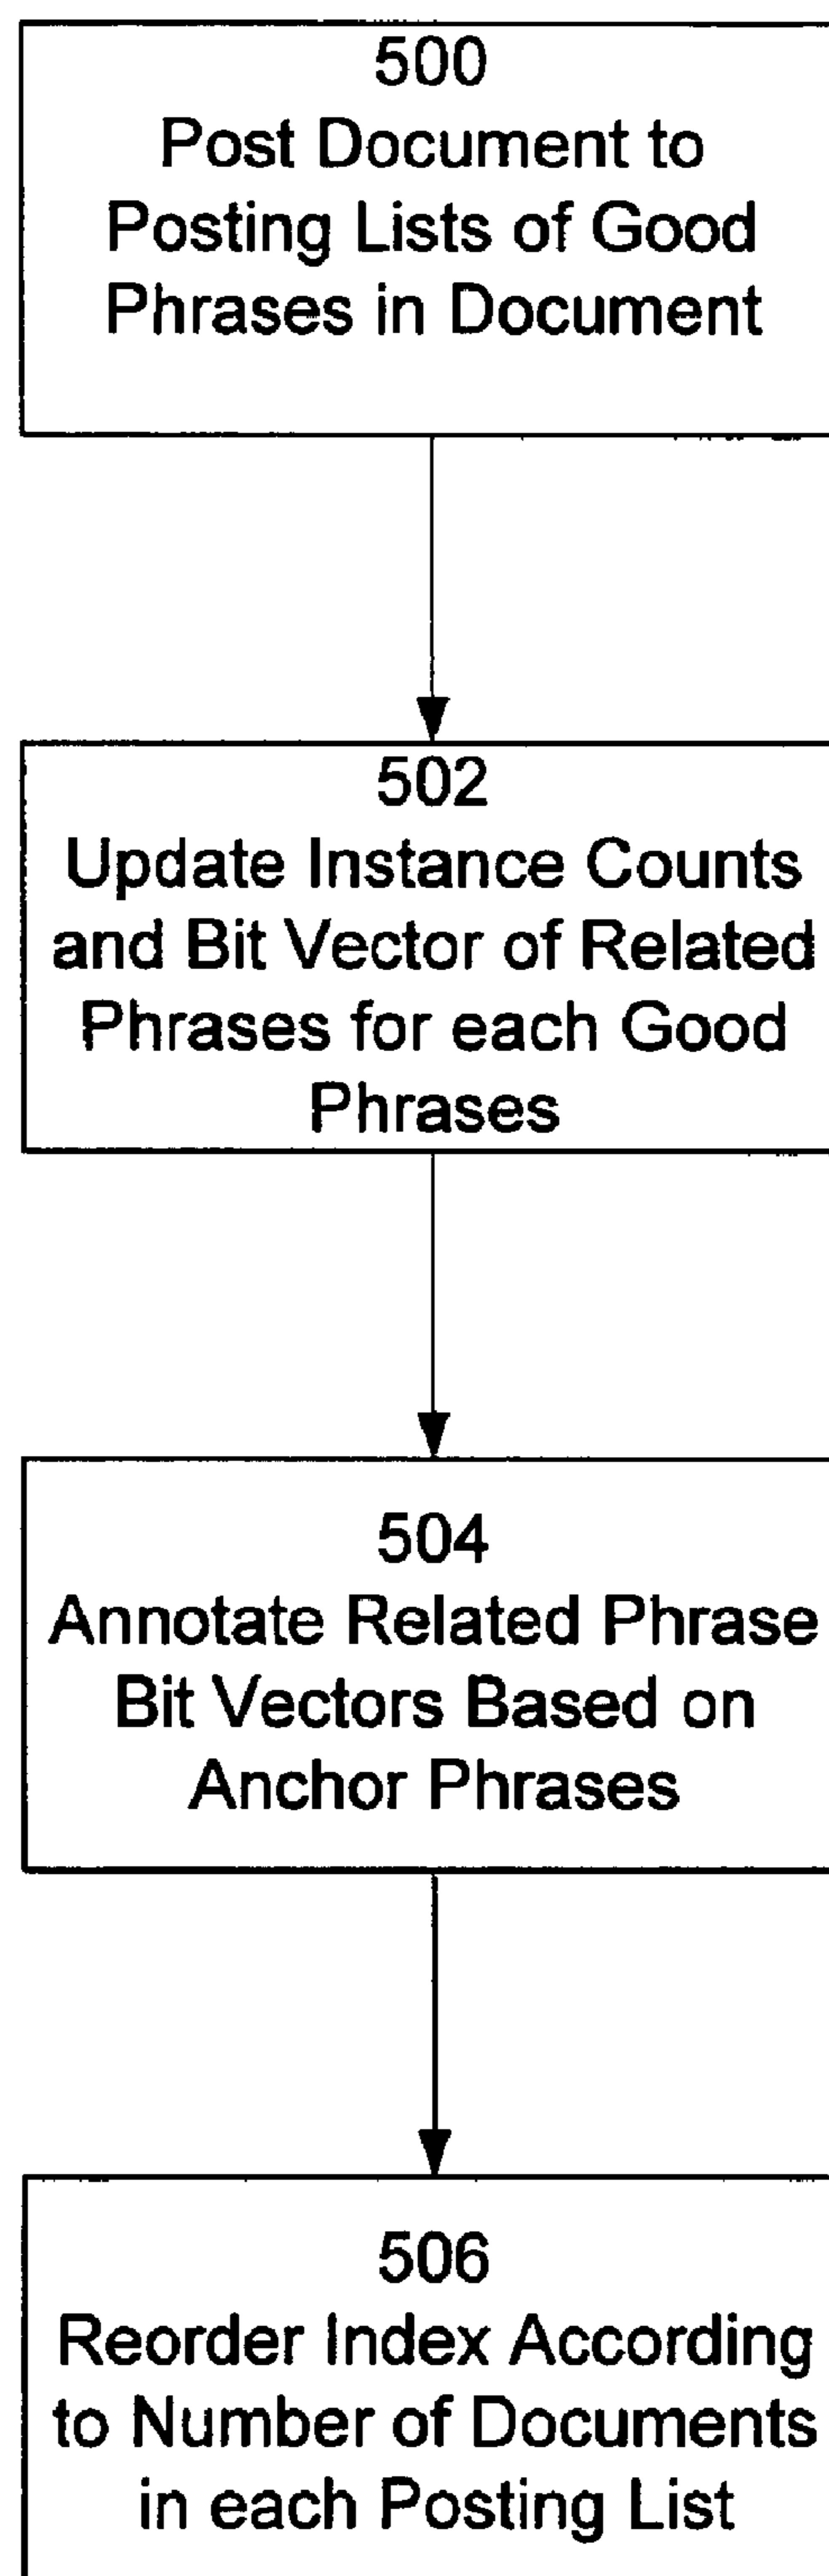 500
Post Document to
Posting Lists of Good
Phrases in Document
502
Update Instance Counts
and Bit Vector of Related
Phrases for each Good
Phrases
504
Annotate Related Phrase
Bit Vectors Based on
Anchor Phrases
506
Reorder Index According
to Number of Documents
in each Posting List